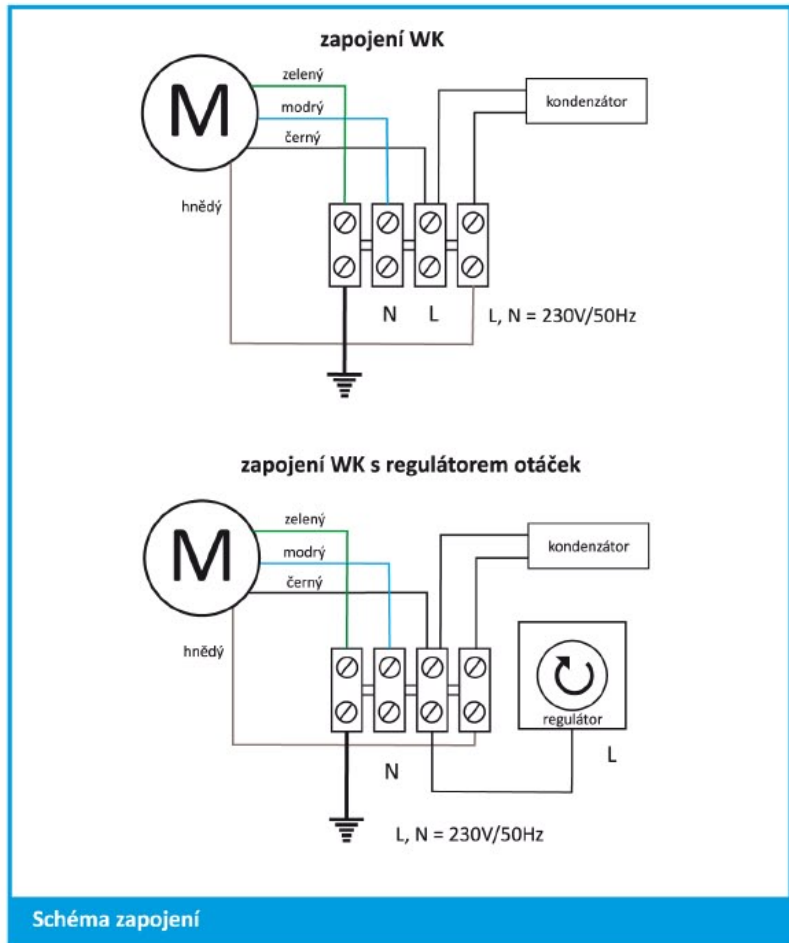 zapojení WK
zelený
modrý
černý
hnědý
M
kondenzátor
N L
L, N = 230V/50Hz
zapojení WK s regulátorem otáček
zelený
modrý
černý
hnědý
M
kondenzátor
regulátor
N
L
L, N = 230V/50Hz
Schéma zapojení